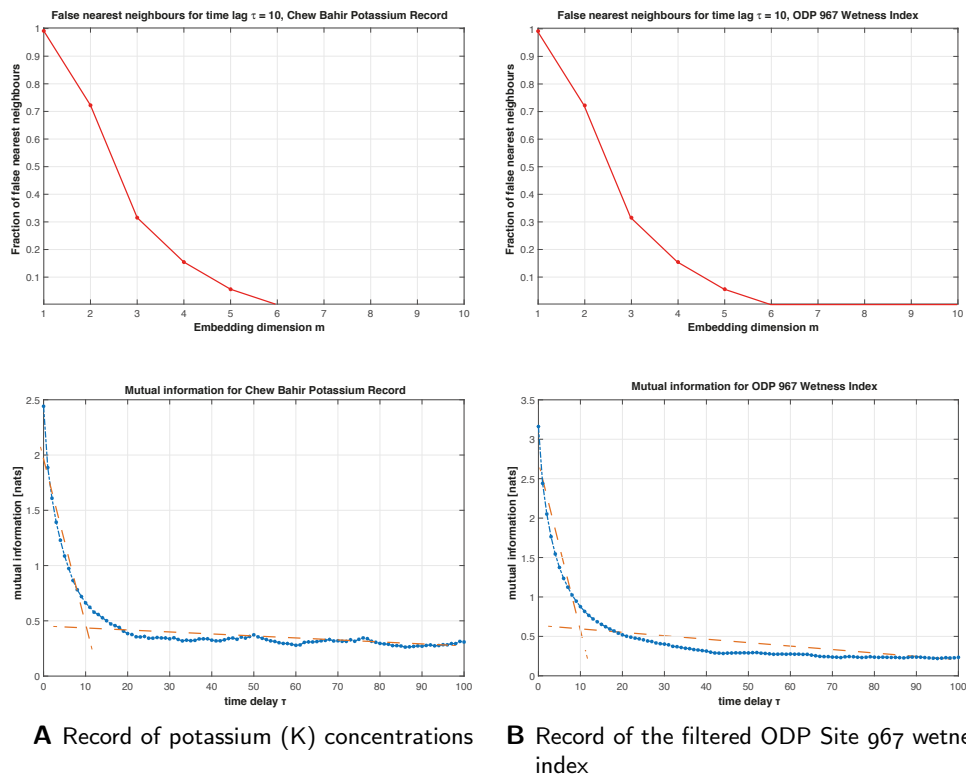 False nearest neighbours for time lag τ = 10, Chew Bahir Potassium Record
Fraction of false nearest neighbours
1
0.9
0.8
0.7
0.6
0.5
0.4
0.3
0.2
0.1
1 2 3 4 5 6 7 8 9 10
Embedding dimension m
False nearest neighbours for time lag τ = 10, ODP 967 Wetness Index
Fraction of false nearest neighbours
1
0.9
0.8
0.7
0.6
0.5
0.4
0.3
0.2
0.1
1 2 3 4 5 6 7 8 9 10
Embedding dimension m
Mutual information for Chew Bahir Potassium Record
mutual information [nats]
2.5
2
1.5
1
0.5
0
0 10 20 30 40 50 60 70 80 90 100
time delay τ
Mutual information for ODP 967 Wetness Index
mutual information [nats]
3.5
3
2.5
2
1.5
1
0.5
0
0 10 20 30 40 50 60 70 80 90 100
time delay τ
A Record of potassium (K) concentrations
B Record of the filtered ODP Site 967 wetne
index